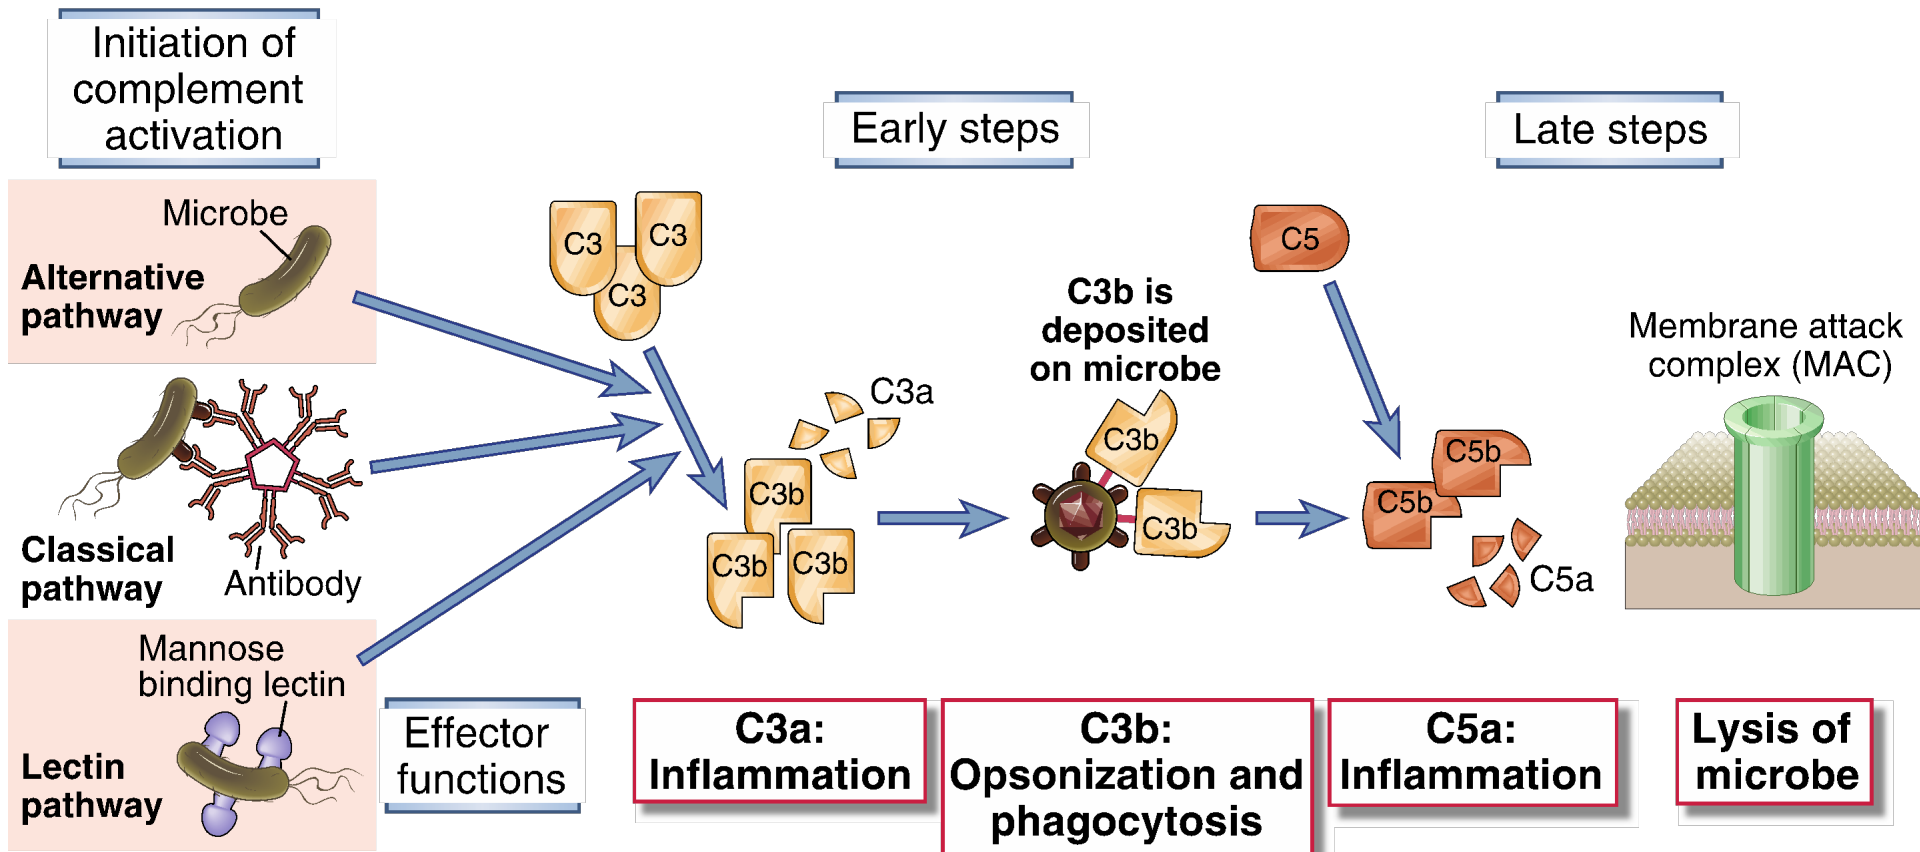 Initiation of
complement
activation
Early steps
Late steps
Microbe
Alternative
pathway
C3
C3
C3
C5
C3b is
deposited
on microbe
Membrane attack
complex (MAC)
C3a
C3b
C3b
C3b
C3b
C3b
C5b
C5b
C5a
Classical
pathway
Antibody
Mannose
binding lectin
Lectin
pathway
Effector
functions
C3a:
Inflammation
C3b:
Opsonization and
phagocytosis
C5a:
Inflammation
Lysis of
microbe